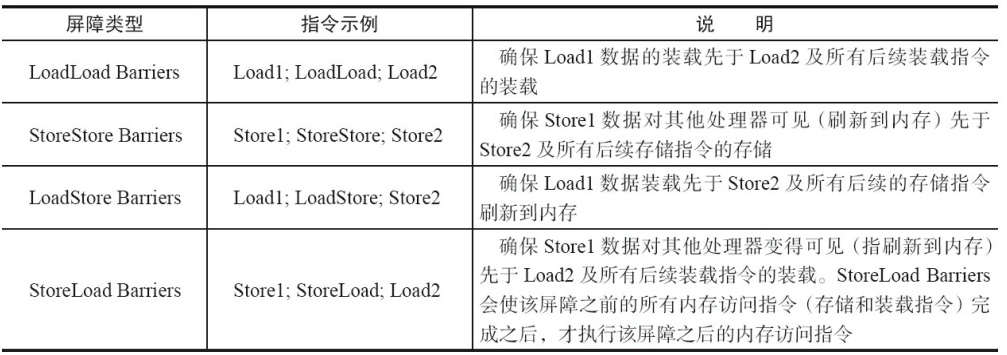 屏障类型 指令示例 说 明
LoadLoad Barriers Load1; LoadLoad; Load2 确保 Load1 数据的装载先于 Load2 及所有后续装载指令
的装载
StoreStore Barriers Store1; StoreStore; Store2 确保 Store1 数据对其他处理器可见（刷新到内存）先于
Store2 及所有后续存储指令的存储
LoadStore Barriers Load1; LoadStore; Store2 确保 Load1 数据装载先于 Store2 及所有后续的存储指令
刷新到内存
StoreLoad Barriers Store1; StoreLoad; Load2 确保 Store1 数据对其他处理器变得可见（指刷新到内存）
先于 Load2 及所有后续装载指令的装载。StoreLoad Barriers
会使该屏障之前的所有内存访问指令（存储和装载指令）完
成之后，才执行该屏障之后的内存访问指令